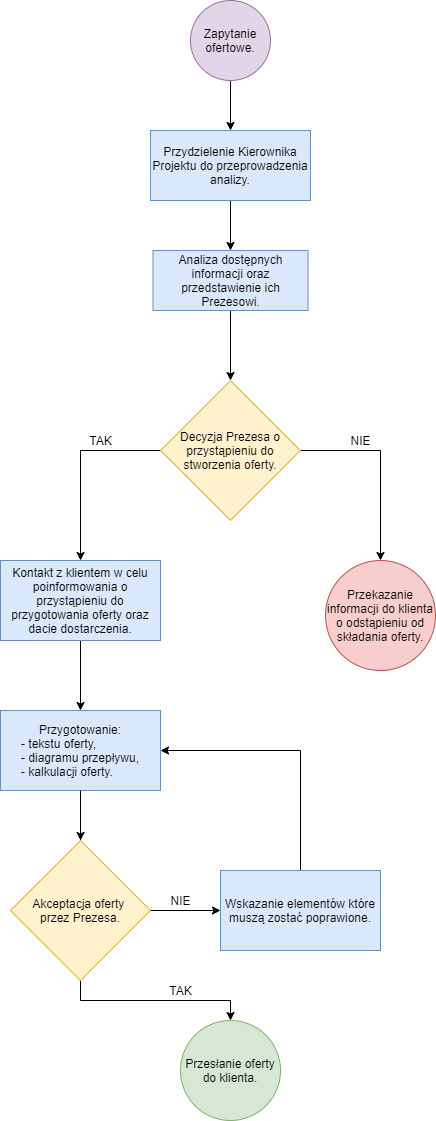 Zapytanie
ofertowe.
Przydzielenie Kierownika
Projektu do przeprowadzenia
analizy.
Analiza dostępnych
informacji oraz
przedstawienie ich
Prezesowi.
Decyzja Prezesa o
przystąpieniu do
stworzenia oferty.
TAK
NIE
Kontakt z klientem w celu
poinformowania o
przystąpieniu do
przygotowania oferty oraz
dacie dostarczenia.
Przekazanie
informacji do klienta
o odstąpieniu od
składania oferty.
Przygotowanie:
- tekstu oferty,
- diagramu przepływu,
- kalkulacji oferty.
Akceptacja oferty
przez Prezesa.
NIE
Wskazanie elementów które
muszą zostać poprawione.
TAK
Przesłanie oferty
do klienta.